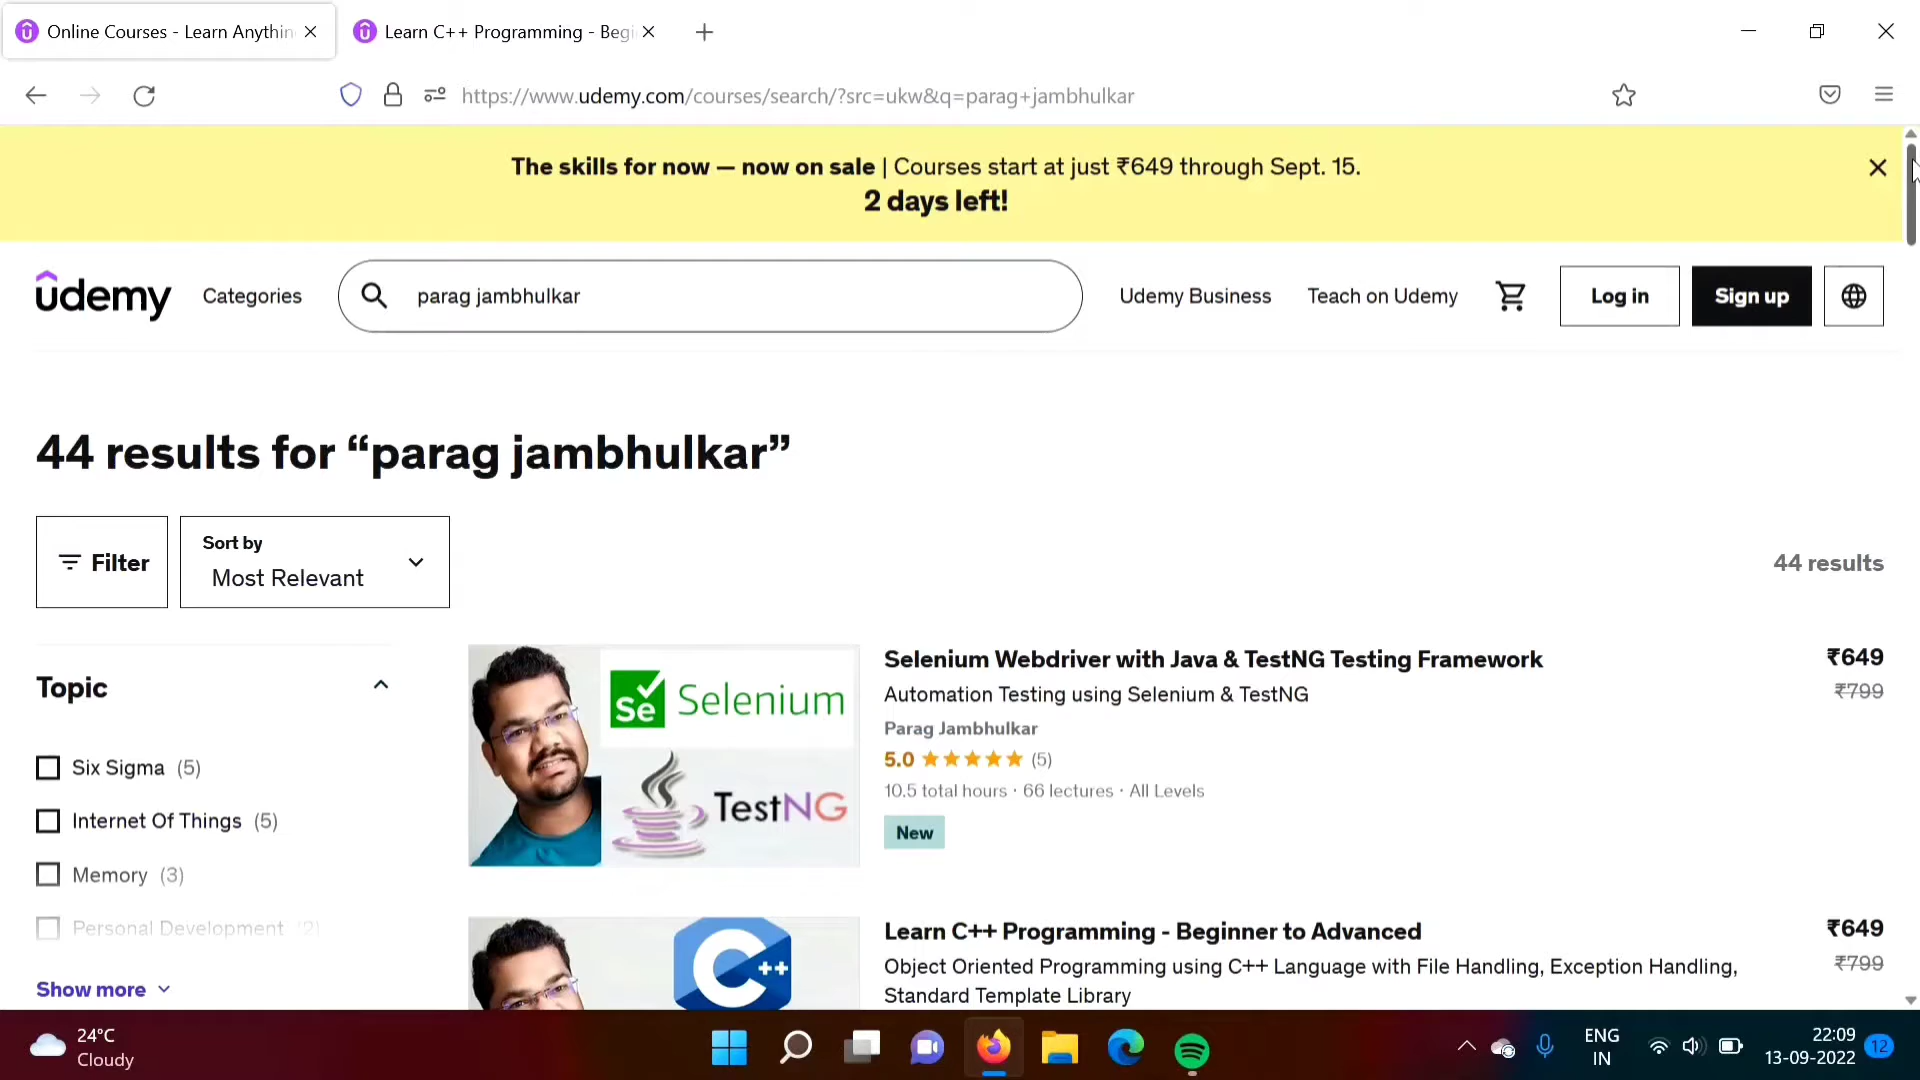 Online Courses - Learn Anythin
Learn C++ Programming - Begi
https://www.udemy.com/courses/search/?src=ukw&q=parag+jambhulkar
The skills for now — now on sale | Courses start at just ₹649 through Sept. 15.
2 days left!
udemy
Categories
parag jambhulkar
Udemy Business
Teach on Udemy
Log in
Sign up
44 results for “parag jambhulkar”
Filter
Sort by
Most Relevant
44 results
Topic
Six Sigma (5)
Internet Of Things (5)
Memory (3)
Personal Development (2)
Show more
Se Selenium
TestNG
Selenium Webdriver with Java & TestNG Testing Framework
Automation Testing using Selenium & TestNG
Parag Jambhulkar
5.0 (5)
10.5 total hours · 66 lectures · All Levels
New
₹649
₹799
C++
Learn C++ Programming - Beginner to Advanced
Object Oriented Programming using C++ Language with File Handling, Exception Handling,
Standard Template Library
₹649
₹799
24°C
Cloudy
ENG
IN
22:09
13-09-2022
12